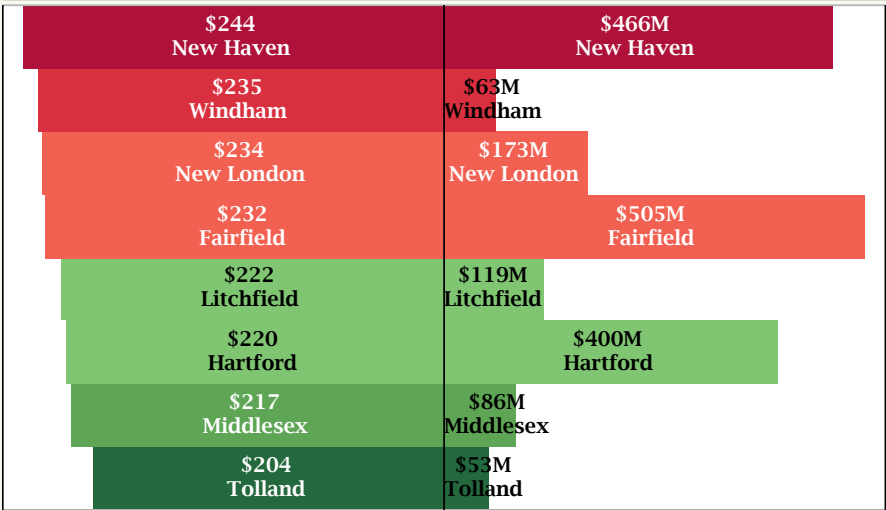 $244
New Haven
$466M
New Haven
$235
Windham
$63M
Windham
$234
New London
$173M
New London
$232
Fairfield
$505M
Fairfield
$222
Litchfield
$119M
Litchfield
$220
Hartford
$400M
Hartford
$217
Middlesex
$86M
Middlesex
$204
Tolland
$53M
Tolland